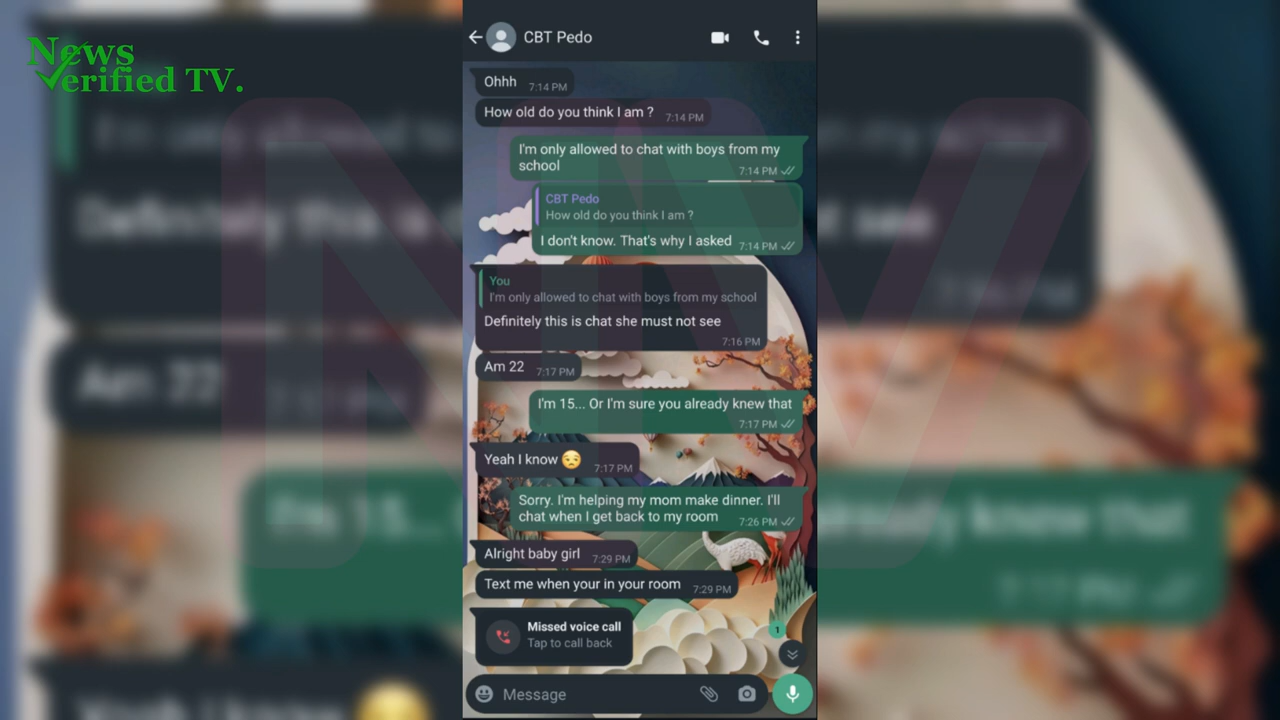 News
Verified TV.
CBT Pedo
Ohhh 7:14 PM
How old do you think I am ? 7:14 PM
I'm only allowed to chat with boys from my
school
7:14 PM
CBT Pedo
How old do you think I am ?
I don't know. That's why I asked 7:14 PM
You
I'm only allowed to chat with boys from my school
Definitely this is chat she must not see
7:16 PM
Am 22 7:17 PM
I'm 15... Or I'm sure you already knew that
7:17 PM
Yeah I know 😒 7:17 PM
Sorry. I'm helping my mom make dinner. I'll
chat when I get back to my room 7:26 PM
Alright baby girl 7:29 PM
Text me when your in your room 7:29 PM
Missed voice call
Tap to call back
1
Message